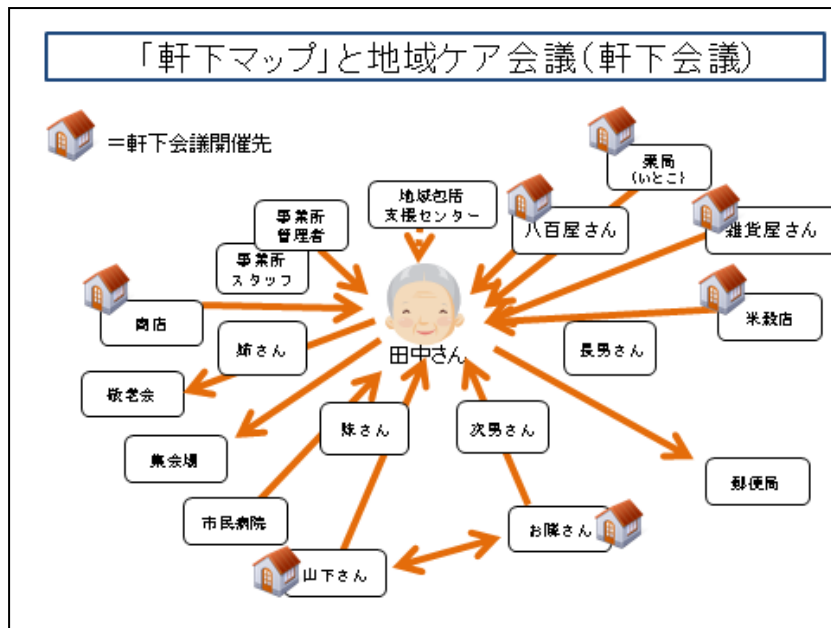 「軒下マップ」と地域ケア会議(軒下会議)
＝軒下会議開催先
薬局
(いとこ)
地域包括
支援センター
事業所
管理者
八百屋さん
雑貨屋さん
事業所
スタッフ
商店
米穀店
姉さん
田中さん
長男さん
敬老会
妹さん
次男さん
集会場
郵便局
市民病院
お隣さん
山下さん